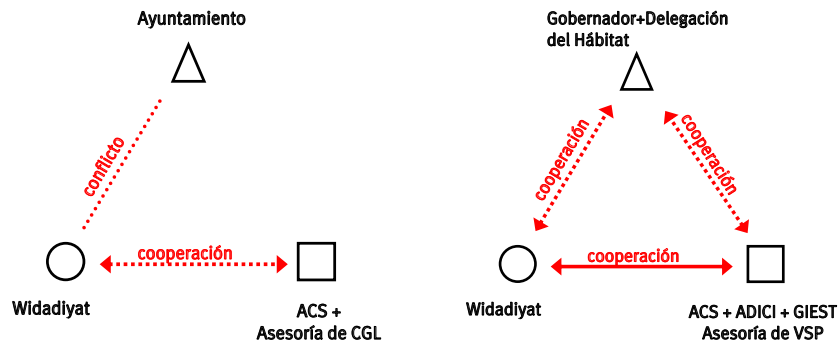 Ayuntamiento
conflicto
cooperación
Widadiyat
ACS +
Asesoría de CGL
Gobernador+Delegación
del Hábitat
cooperación
cooperación
cooperación
Widadiyat
ACS + ADICI + GIEST
Asesoría de VSP